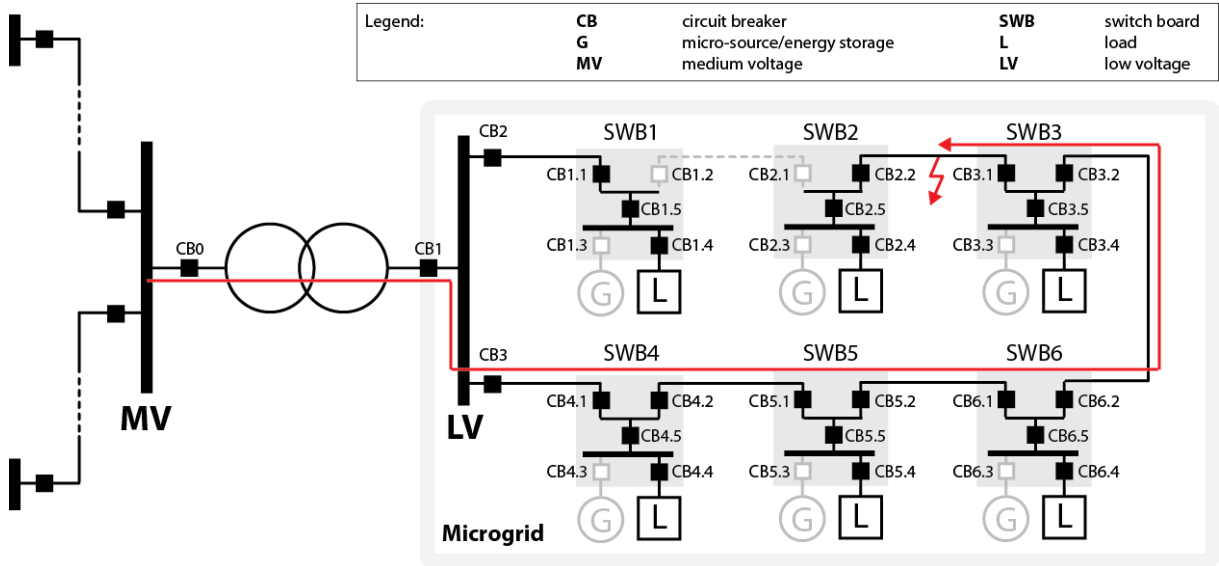 Legend: CB circuit breaker SWB switch board
G micro-source/energy storage L load
MV medium voltage LV low voltage
CB2 SWB1 SWB2 SWB3
CB1.1 CB1.2 CB2.1 CB2.2 CB3.1 CB3.2
CB1.5 CB2.5 CB3.5
CB0 CB1 CB1.3 CB1.4 CB2.3 CB2.4 CB3.3 CB3.4
G L G L G L
CB3 SWB4 SWB5 SWB6
MV LV CB4.1 CB4.2 CB5.1 CB5.2 CB6.1 CB6.2
CB4.5 CB5.5 CB6.5
CB4.3 CB4.4 CB5.3 CB5.4 CB6.3 CB6.4
Microgrid G L G L G L